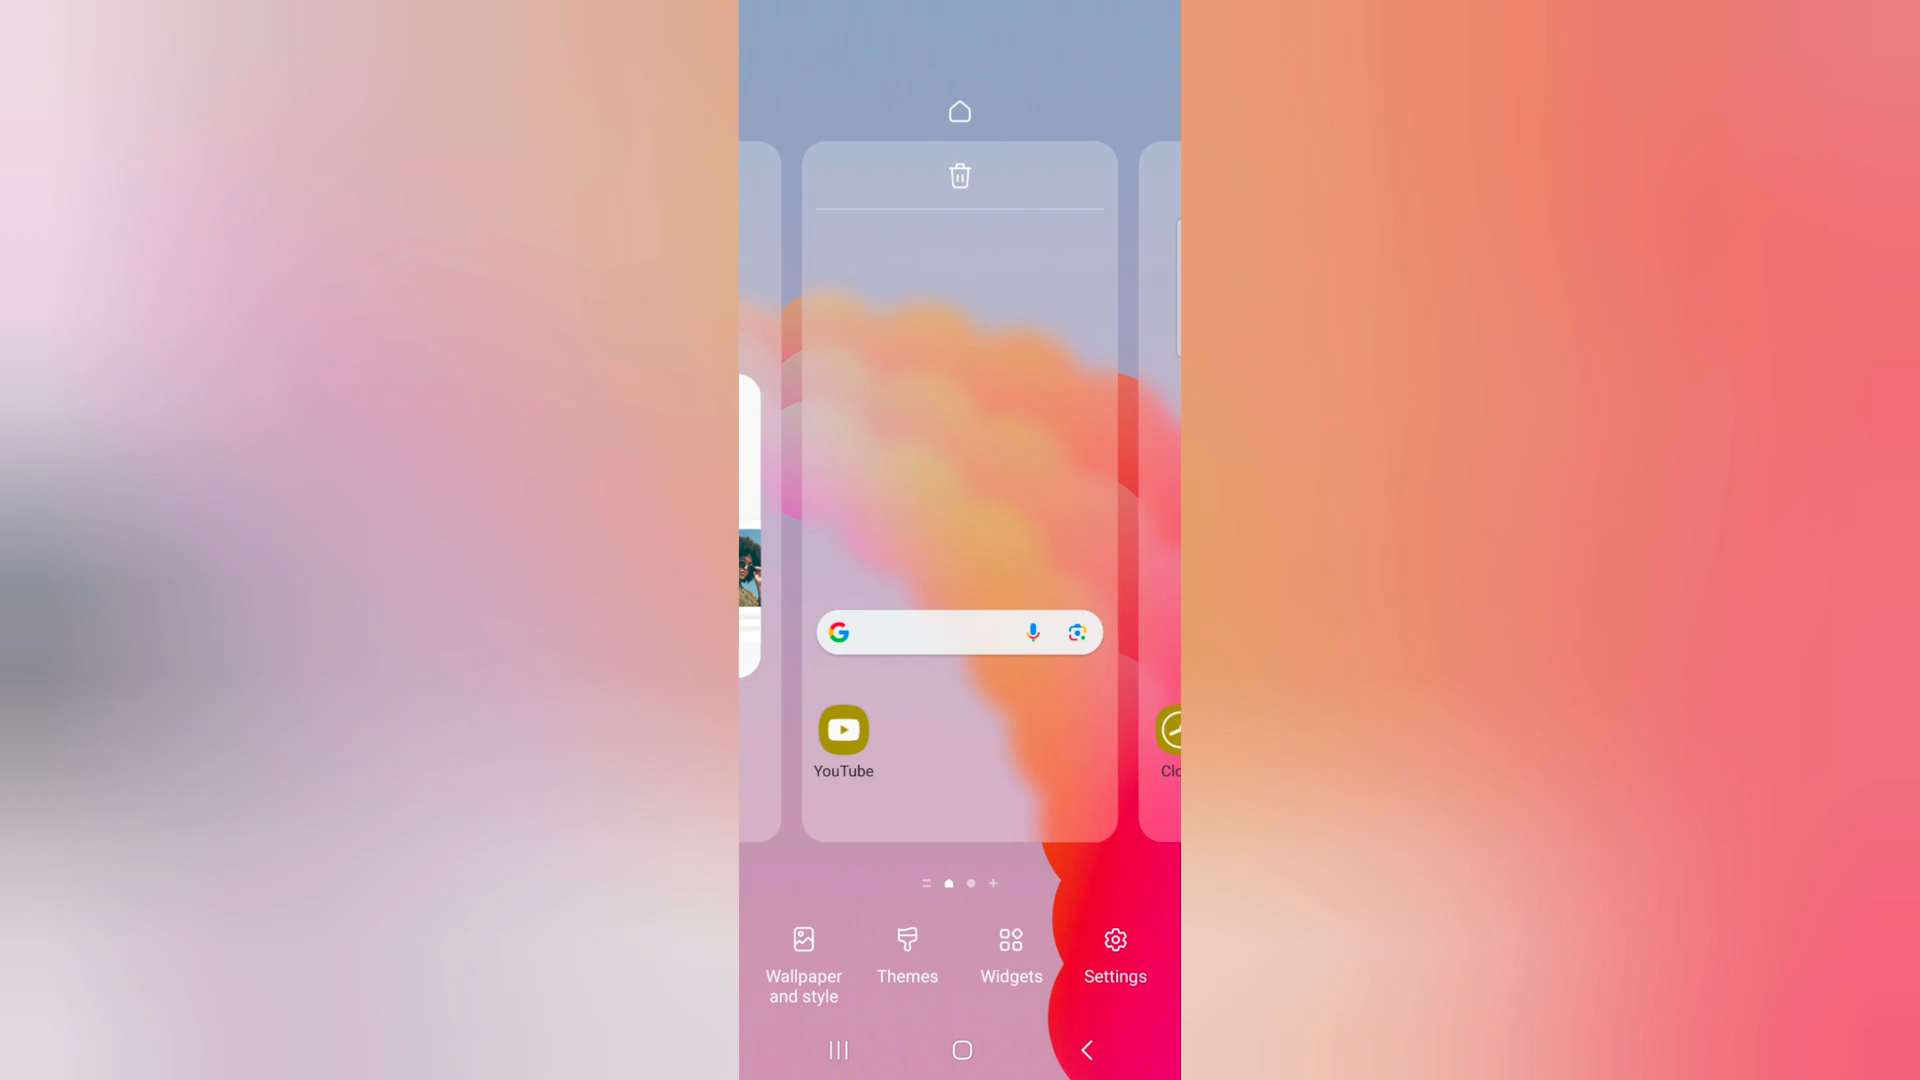 YouTube
Clo
Wallpaper
and style
Themes
Widgets
Settings